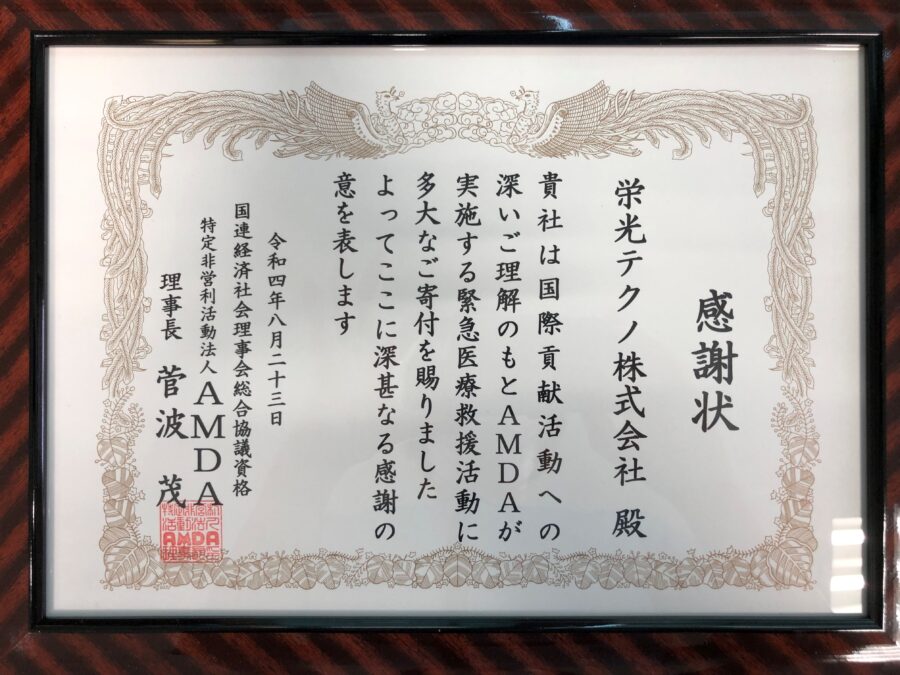 感謝状
栄光テクノ株式会社 殿
貴社は国際貢献活動への
深いご理解のもとAMDAが
実施する緊急医療救援活動に
多大なご寄付を賜りました
よってここに深甚なる感謝の
意を表します
令和四年八月二十三日
国連経済社会理事会総合協議資格
特定非営利活動法人 AMDA
理事長 菅波 茂
AMDA